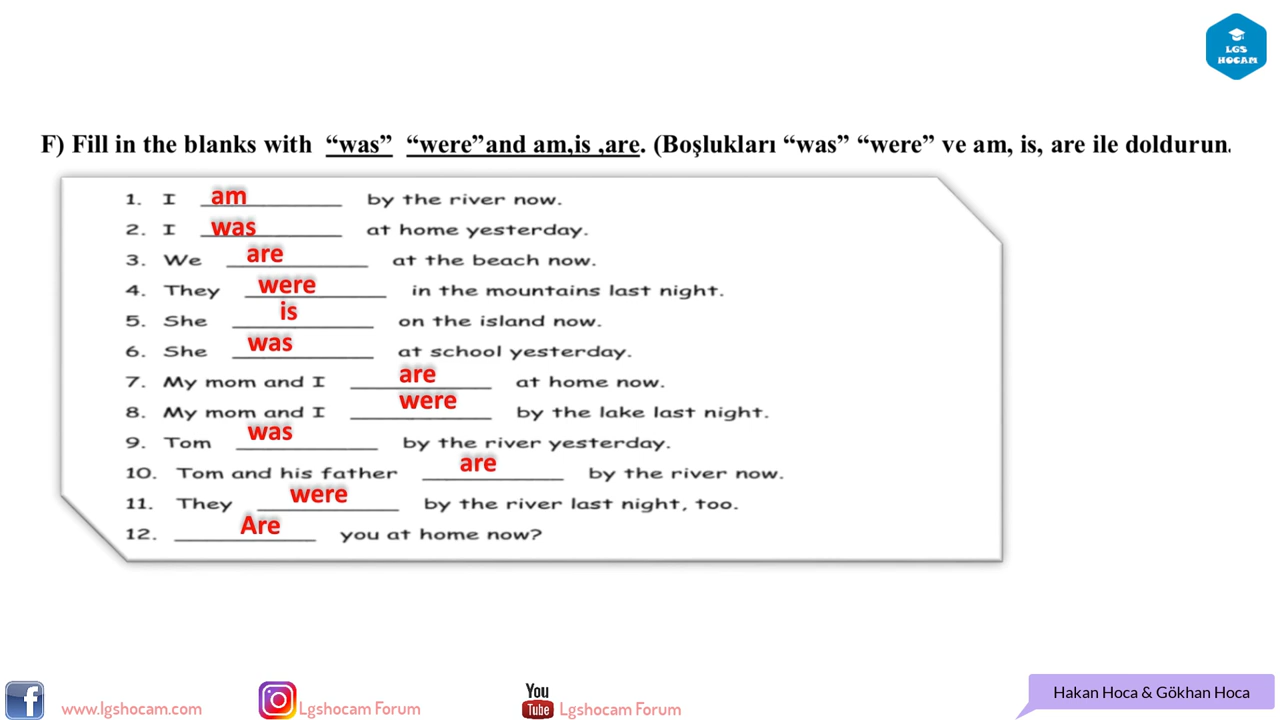 LGS
HOCAM
F) Fill in the blanks with “was” “were”and am,is ,are. (Boşlukları “was” “were” ve am, is, are ile doldurun.
1. I am by the river now.
2. I was at home yesterday.
3. We are at the beach now.
4. They were in the mountains last night.
5. She is on the island now.
6. She was at school yesterday.
7. My mom and I are at home now.
8. My mom and I were by the lake last night.
9. Tom was by the river yesterday.
10. Tom and his father are by the river now.
11. They were by the river last night, too.
12. Are you at home now?
www.lgshocam.com
Lgshocam Forum
You
Tube Lgshocam Forum
Hakan Hoca & Gökhan Hoca